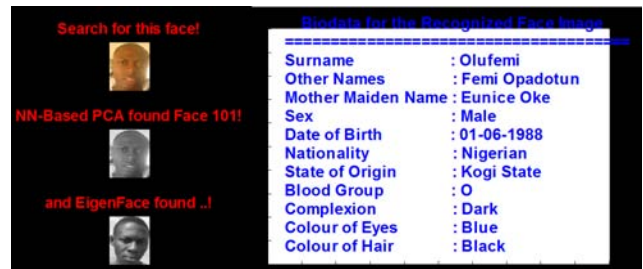 Search for this face!
NN-Based PCA found Face 101!
and EigenFace found ..!
Biodata for the Recognized Face Image
=====================================
Surname : Olufemi
Other Names : Femi Opadotun
Mother Maiden Name : Eunice Oke
Sex : Male
Date of Birth : 01-06-1988
Nationality : Nigerian
State of Origin : Kogi State
Blood Group : O
Complexion : Dark
Colour of Eyes : Blue
Colour of Hair : Black